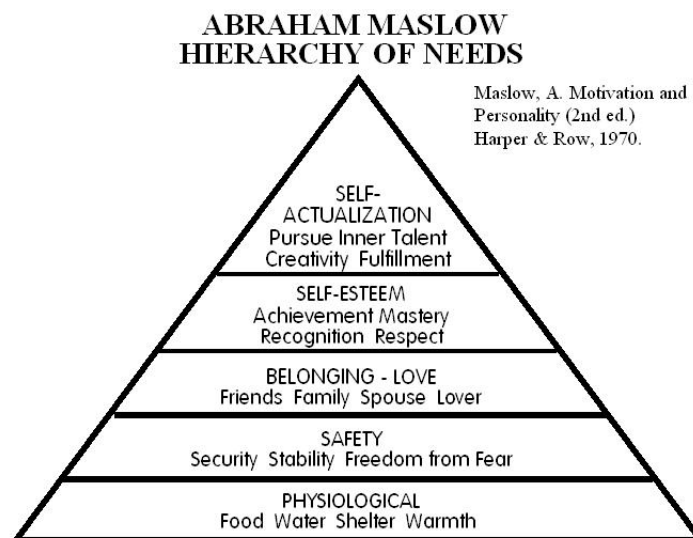 ABRAHAM MASLOW
HIERARCHY OF NEEDS
Maslow, A. Motivation and
Personality (2nd ed.)
Harper & Row, 1970.
SELF-
ACTUALIZATION
Pursue Inner Talent
Creativity Fulfillment
SELF-ESTEEM
Achievement Mastery
Recognition Respect
BELONGING - LOVE
Friends Family Spouse Lover
SAFETY
Security Stability Freedom from Fear
PHYSIOLOGICAL
Food Water Shelter Warmth